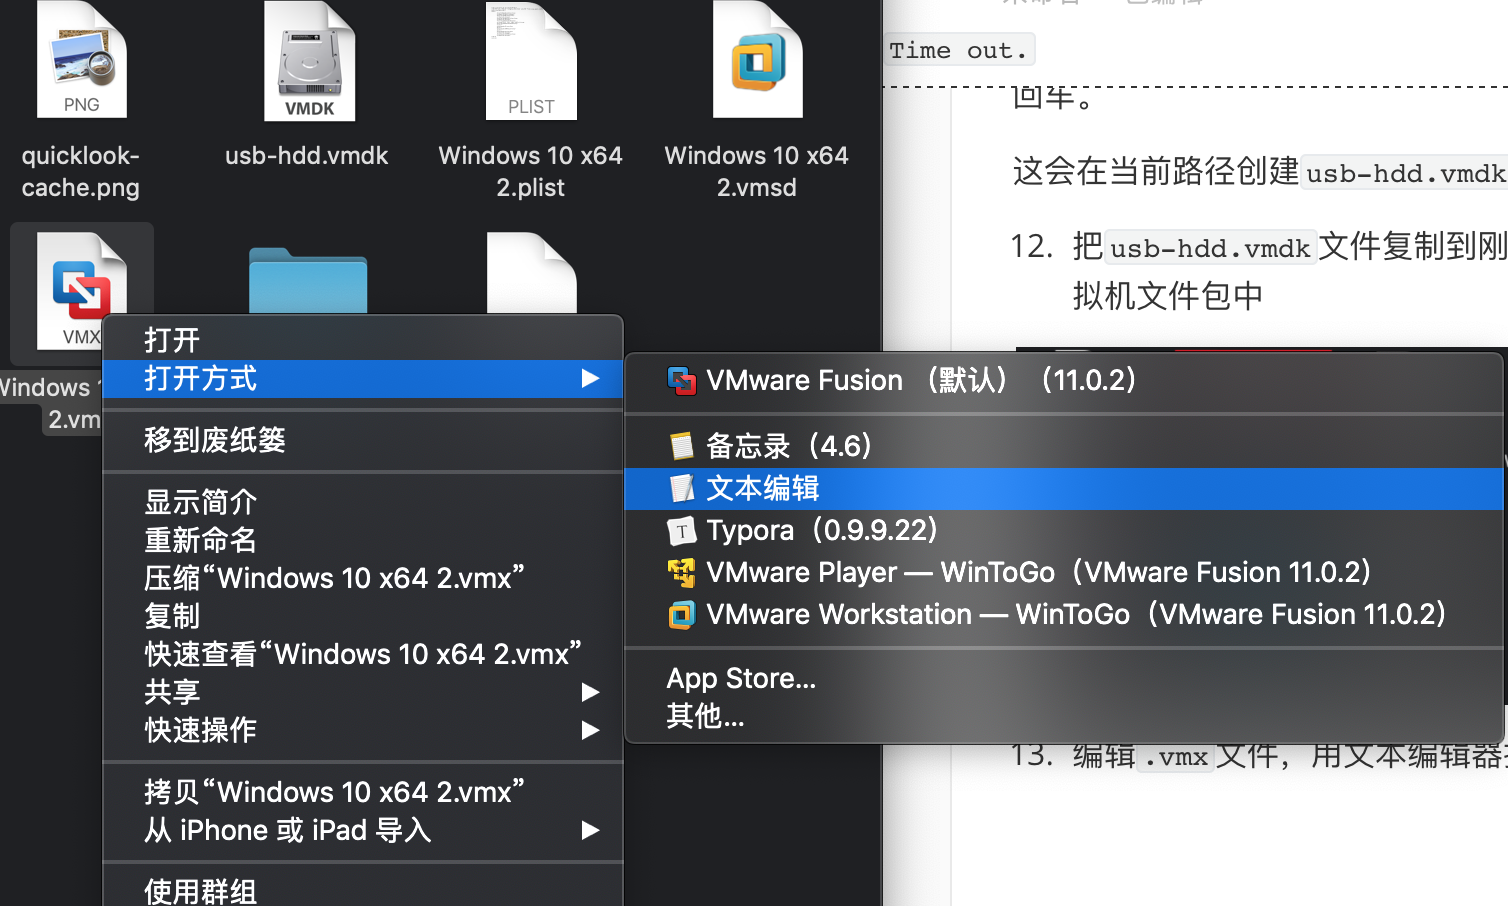 PNG
VMDK
PLIST
quicklook-
cache.png
usb-hdd.vmdk
Windows 10 x64
2.plist
Windows 10 x64
2.vmsd
VMX
Windows 1
2.vm
打开
打开方式
移到废纸篓
显示简介
重新命名
压缩“Windows 10 x64 2.vmx”
复制
快速查看“Windows 10 x64 2.vmx”
共享
快速操作
拷贝“Windows 10 x64 2.vmx”
从 iPhone 或 iPad 导入
使用群组
VMware Fusion （默认）（11.0.2）
备忘录（4.6）
文本编辑
Typora（0.9.9.22）
VMware Player — WinToGo（VMware Fusion 11.0.2）
VMware Workstation — WinToGo（VMware Fusion 11.0.2）
App Store...
其他...
Time out.
回车。
这会在当前路径创建usb-hdd.vmdk
12. 把usb-hdd.vmdk文件复制到刚
拟机文件包中
13. 编辑.vmx文件，用文本编辑器